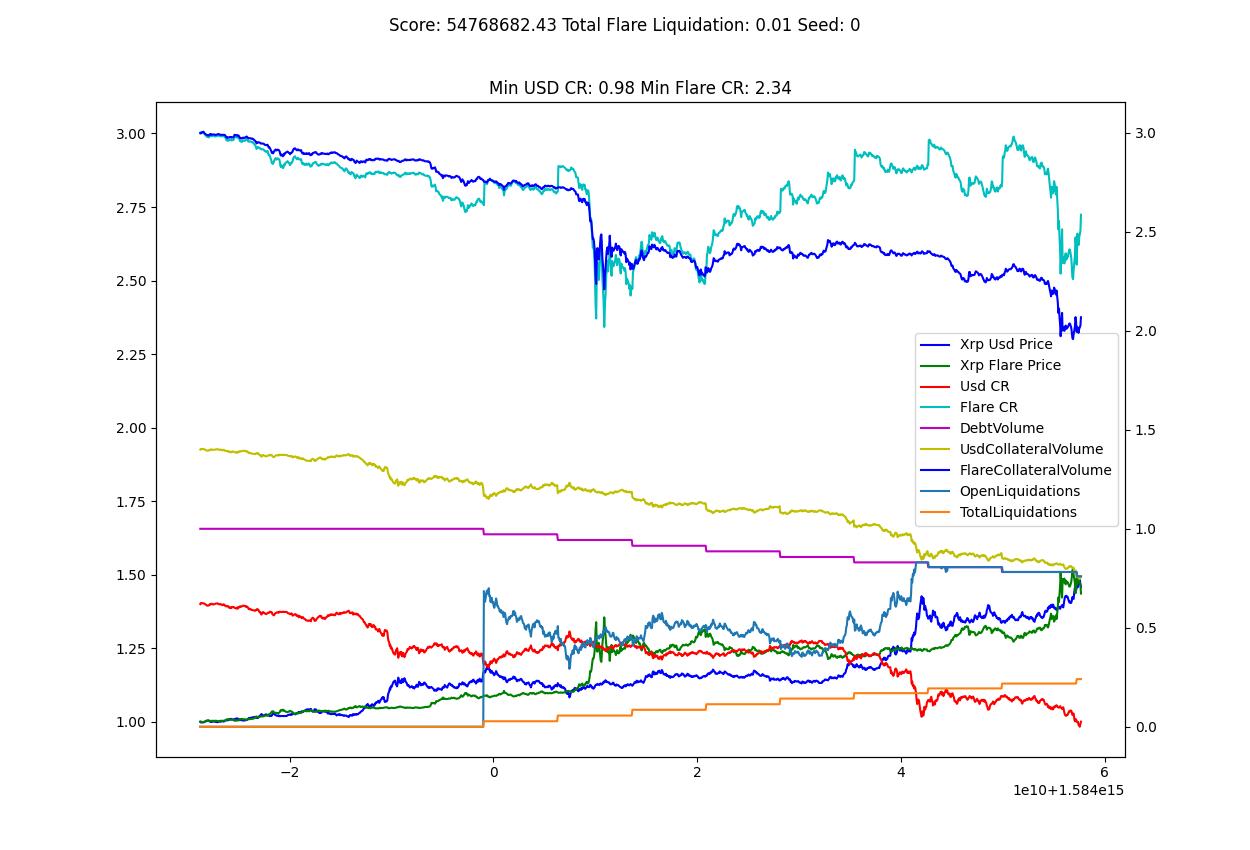 Score: 54768682.43 Total Flare Liquidation: 0.01 Seed: 0
Min USD CR: 0.98 Min Flare CR: 2.34
3.00
2.75
2.50
2.25
2.00
1.75
1.50
1.25
1.00
3.0
2.5
2.0
1.5
1.0
0.5
0.0
Xrp Usd Price
Xrp Flare Price
Usd CR
Flare CR
DebtVolume
UsdCollateralVolume
FlareCollateralVolume
OpenLiquidations
TotalLiquidations
−2 0 2 4 6
1e10+1.584e15